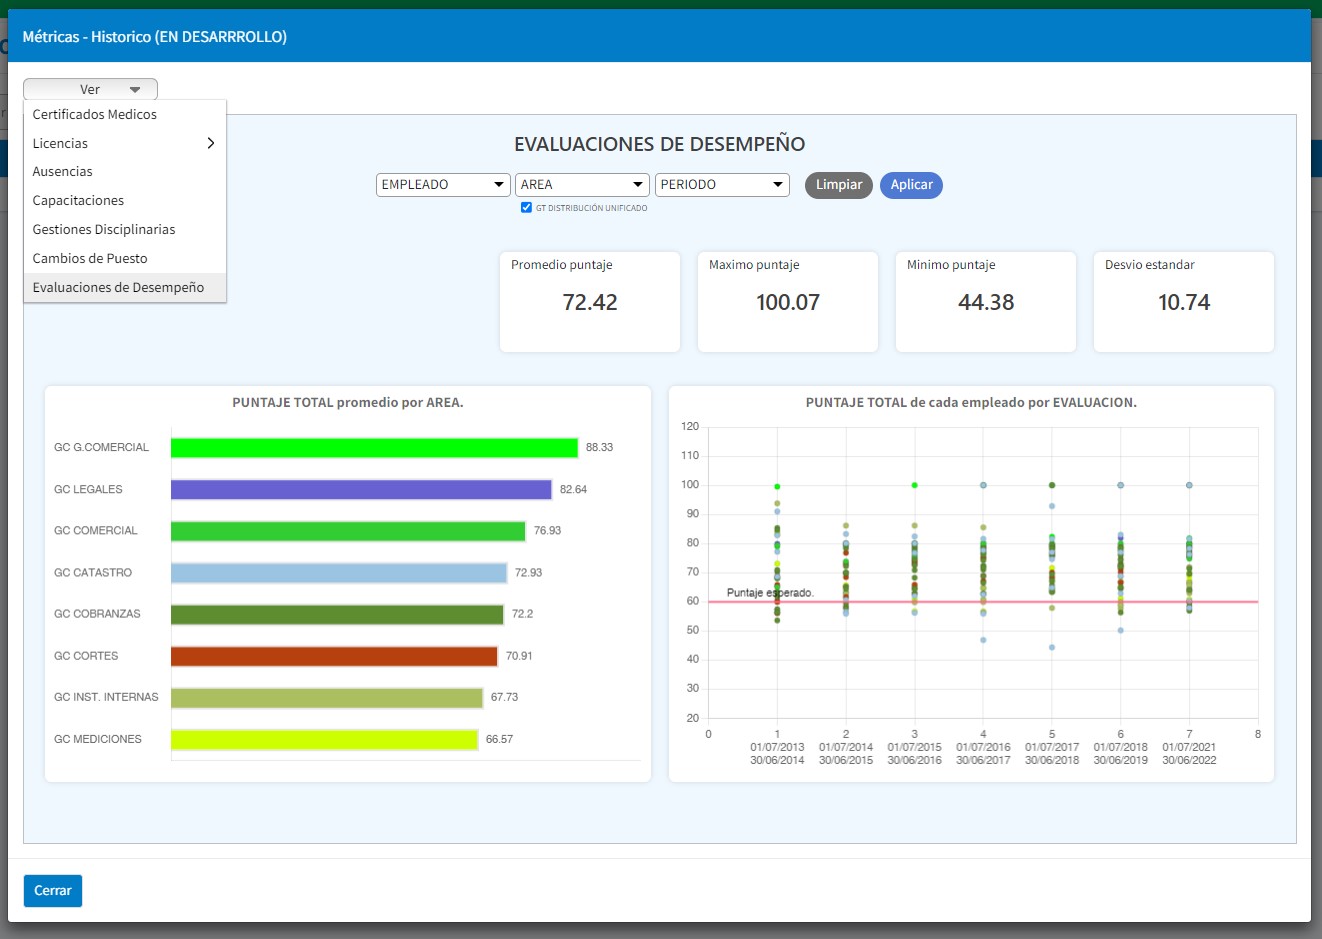 Métricas - Historico (EN DESARRROLLO)
Ver
Certificados Medicos
Licencias
Ausencias
Capacitaciones
Gestiones Disciplinarias
Cambios de Puesto
Evaluaciones de Desempeño
EVALUACIONES DE DESEMPEÑO
EMPLEADO AREA PERIODO Limpiar Aplicar
GT DISTRIBUCIÓN UNIFICADO
Promedio puntaje Maximo puntaje Minimo puntaje Desvio estandar
72.42 100.07 44.38 10.74
PUNTAJE TOTAL promedio por AREA.
GC G.COMERCIAL 88.33
GC LEGALES 82.64
GC COMERCIAL 76.93
GC CATASTRO 72.93
GC COBRANZAS 72.2
GC CORTES 70.91
GC INST. INTERNAS 67.73
GC MEDICIONES 66.57
PUNTAJE TOTAL de cada empleado por EVALUACION.
120
110
100
90
80
70
Puntaje esperado.
60
50
40
30
20
0 1 2 3 4 5 6 7 8
01/07/2013 01/07/2014 01/07/2015 01/07/2016 01/07/2017 01/07/2018 01/07/2021
30/06/2014 30/06/2015 30/06/2016 30/06/2017 30/06/2018 30/06/2019 30/06/2022
Cerrar